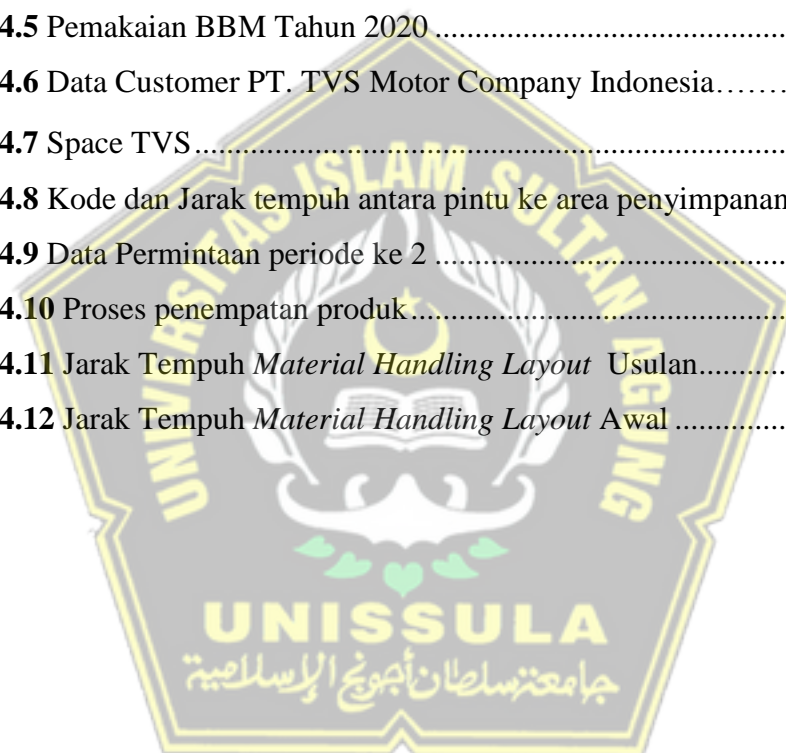 4.5 Pemakaian BBM Tahun 2020 ................................................
4.6 Data Customer PT. TVS Motor Company Indonesia…….
4.7 Space TVS................................................................................
4.8 Kode dan Jarak tempuh antara pintu ke area penyimpanan
4.9 Data Permintaan periode ke 2 ................................................
4.10 Proses penempatan produk....................................................
4.11 Jarak Tempuh Material Handling Layout Usulan............
4.12 Jarak Tempuh Material Handling Layout Awal ...............
UNIVERSITAS ISLAM SULTAN AGUNG
UNISSULA
جامعتنسلطان أجونج الإسلامية